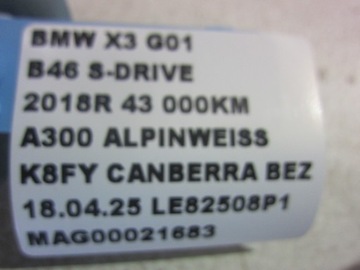 BMW X3 G01
B46 S-DRIVE
2018R 43 000KM
A300 ALPINWEISS
K8FY CANBERRA BEZ
18.04.25 LE82508P1
MAG00021683